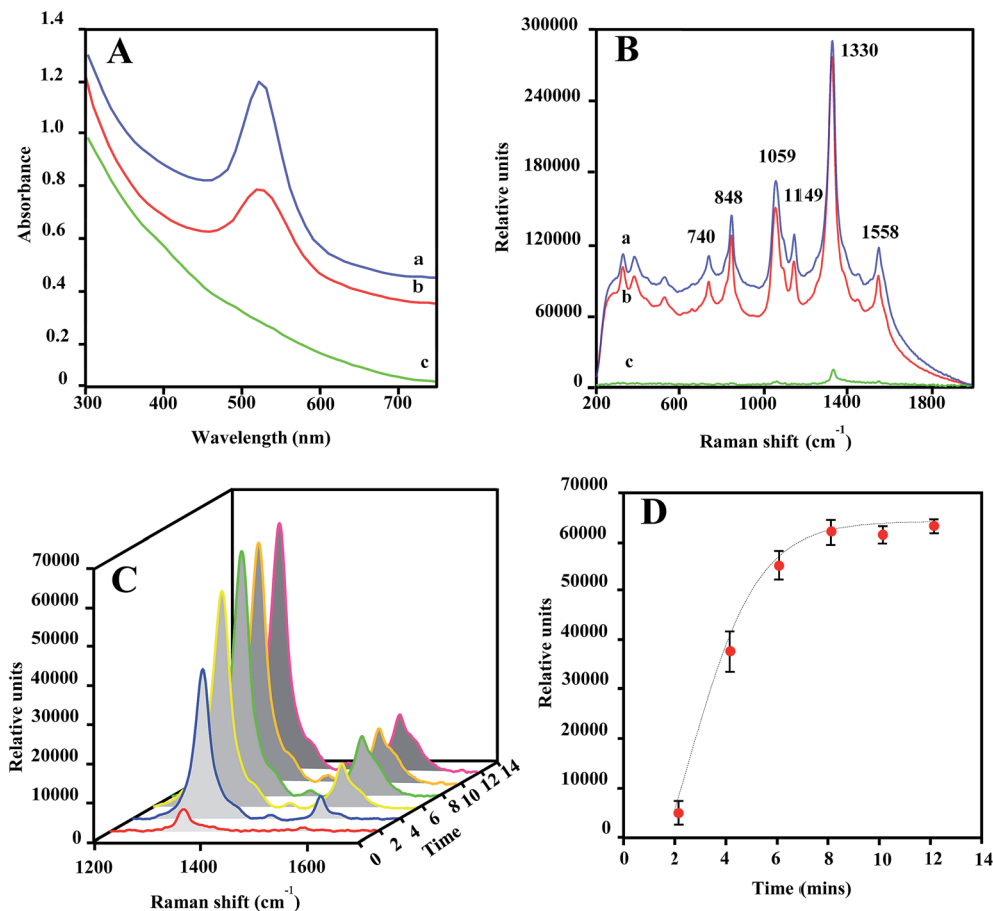 A
Absorbance
1.4
1.2
1.0
0.8
0.6
0.4
0.2
0
a
b
c
300 400 500 600 700
Wavelength (nm)
B
Relative units
300000
240000
180000
120000
60000
0
1330
1059
1149
848
740
1558
a
b
c
200 600 1000 1400 1800
Raman shift (cm-1)
C
Relative units
70000
60000
50000
40000
30000
20000
10000
0
1200 1400 1600
0 2 4 6 8 10 12 14
Time
Raman shift (cm-1)
D
Relative units
70000
60000
50000
40000
30000
20000
10000
0
0 2 4 6 8 10 12 14
Time (mins)